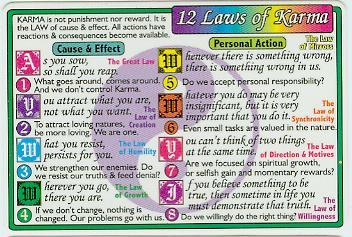 KARMA is not punishment nor reward. It is
the LAW of cause & effect. All actions have
reactions & consequences become available.
12 Laws of Karma
Cause & Effect
As you sow,
so shall you reap.
The Great Law
1 What goes around, comes around.
And we don't control Karma.
You attract what you are,
not what you want.
The Law of Creation
2 To attract loving natures,
be more loving. We are one.
What you resist,
persists for you.
The Law of Humility
3 We strengthen our enemies. Do
we resist our truths & feed denial?
Wherever you go,
there you are.
The Law of Growth
4 If we don't change, nothing is
changed. Our problems go with us.
Personal Action
The Law of Mirrors
Whenever there is something wrong,
there is something wrong in us.
5 Do we accept personal responsibility?
Whatever you do may be very
insignificant, but it is very
important that you do it.
The Law of Synchronicity
6 Even small tasks are valued in the nature.
You can't think of two things
at the same time.
The Law of Direction & Motives
7 Are we focused on spiritual growth,
or selfish gain and momentary rewards?
If you believe something to be
true, then sometime in life you
must demonstrate that truth.
The Law of Willingness
8 Do we willingly do the right thing?